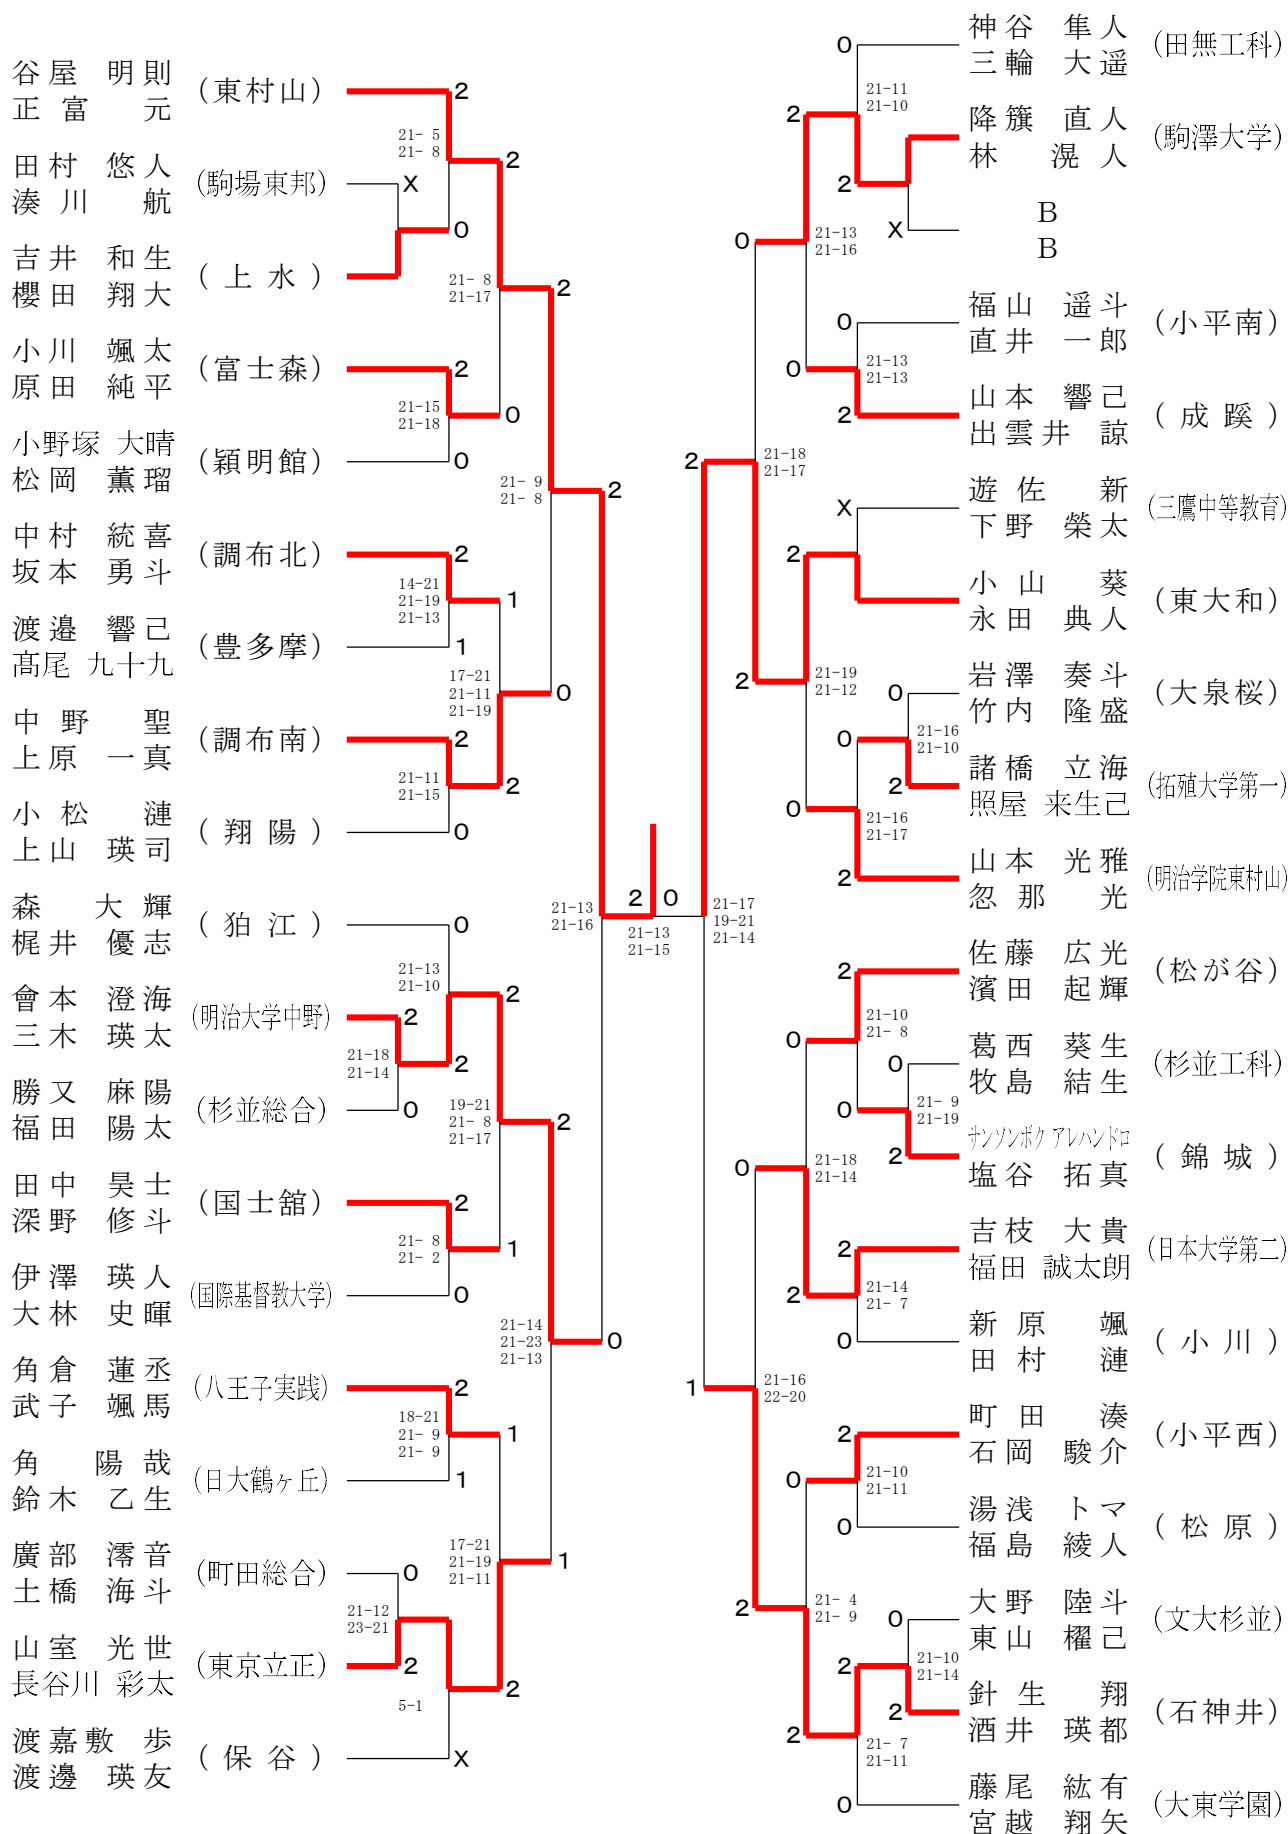 谷屋 明則
正富 元
(東村山)
2
21- 5
21- 8
2
田村 悠人
湊川 航
(駒場東邦)
X
0
吉井 和生
櫻田 翔大
(上水)
21- 8
21-17
2
小川 颯太
原田 純平
(富士森)
2
21-15
21-18
0
小野塚 大晴
松岡 薫瑠
(穎明館)
0
21- 9
21- 8
2
中村 統喜
坂本 勇斗
(調布北)
2
14-21
21-19
21-13
1
渡邉 響己
髙尾 九十九
(豊多摩)
1
17-21
21-11
21-19
0
中野 聖
上原 一真
(調布南)
2
21-11
21-15
2
小松 漣
上山 瑛司
(翔陽)
0
森 大輝
梶井 優志
(狛江)
0
21-13
21-16
21-13
21-10
2
會本 澄海
三木 瑛太
(明治大学中野)
2
21-18
21-14
2
勝又 麻陽
福田 陽太
(杉並総合)
0
19-21
21- 8
21-17
2
田中 昊士
深野 修斗
(国士舘)
2
21- 8
21- 2
1
伊澤 瑛人
大林 史暉
(国際基督教大学)
0
21-14
21-23
21-13
0
角倉 蓮丞
武子 颯馬
(八王子実践)
2
18-21
21- 9
21- 9
1
角 陽哉
鈴木 乙生
(日大鶴ヶ丘)
1
17-21
21-19
21-11
1
廣部 澪音
土橋 海斗
(町田総合)
0
21-12
23-21
山室 光世
長谷川 彩太
(東京立正)
2
5-1
2
渡嘉敷 歩
渡邊 瑛友
(保谷)
X
2
0
21-13
21-15
神谷 隼人
三輪 大遥
(田無工科)
0
21-11
21-10
2
降籏 直人
林 滉人
(駒澤大学)
2
X
B
B
21-13
21-16
0
福山 遥斗
直井 一郎
(小平南)
0
21-13
21-13
0
山本 響己
出雲井 諒
(成蹊)
2
21-18
21-17
2
遊佐 新
下野 榮太
(三鷹中等教育)
X
2
小山 葵
永田 典人
(東大和)
21-19
21-12
2
岩澤 奏斗
竹内 隆盛
(大泉桜)
0
21-16
21-10
0
諸橋 立海
照屋 来生己
(拓殖大学第一)
2
21-16
21-17
0
山本 光雅
忽那 光
(明治学院東村山)
2
21-17
19-21
21-14
佐藤 広光
濱田 起輝
(松が谷)
2
21-10
21- 8
0
葛西 葵生
牧島 結生
(杉並工科)
0
21- 9
21-19
0
サンソンボク アレハンドロ
塩谷 拓真
(錦城)
2
21-18
21-14
0
吉枝 大貴
福田 誠太朗
(日本大学第二)
2
21-14
21- 7
2
新原 颯
田村 漣
(小川)
0
21-16
22-20
1
町田 湊
石岡 駿介
(小平西)
2
21-10
21-11
0
湯浅 トマ
福島 綾人
(松原)
0
21- 4
21- 9
2
大野 陸斗
東山 櫂己
(文大杉並)
0
21-10
21-14
2
針生 翔
酒井 瑛都
(石神井)
2
21- 7
21-11
2
藤尾 紘有
宮越 翔矢
(大東学園)
0